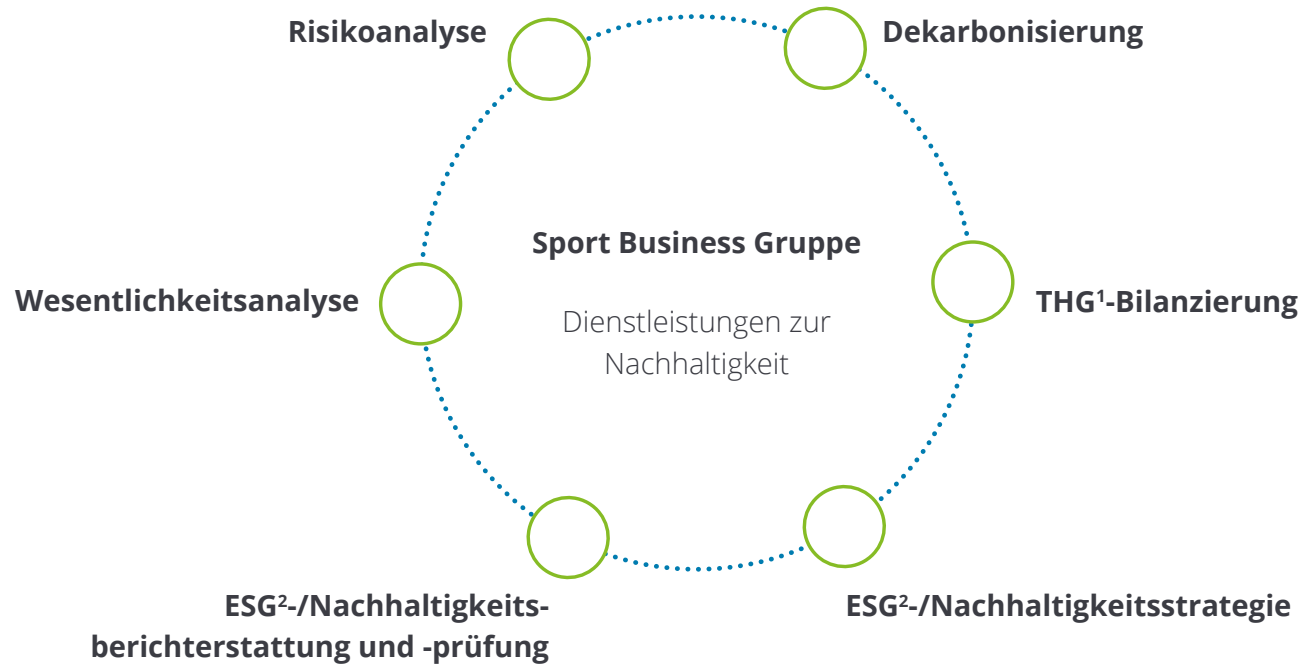 Risikoanalyse
Dekarbonisierung
Sport Business Gruppe
Wesentlichkeitsanalyse
THG¹-Bilanzierung
Dienstleistungen zur
Nachhaltigkeit
ESG²-/Nachhaltigkeits-
berichterstattung und -prüfung
ESG²-/Nachhaltigkeitsstrategie